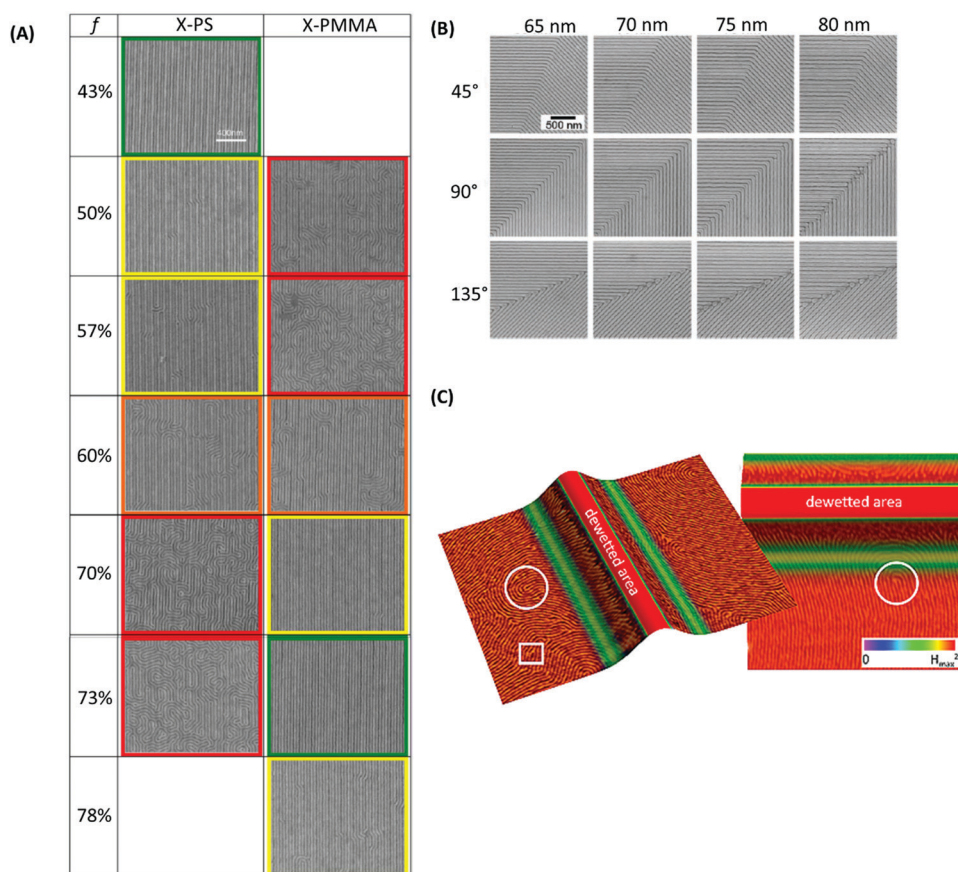 (A)
f X-PS X-PMMA
43%
400nm
50%
57%
60%
70%
73%
78%
(B)
65 nm 70 nm 75 nm 80 nm
45°
500 nm
90°
135°
(C)
dewetted area
dewetted area
0 Hmax²